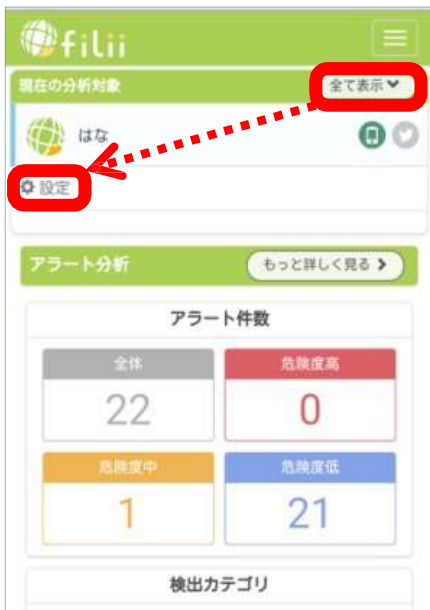 filii
現在の分析対象
全て表示
はな
設定
アラート分析
もっと詳しく見る
アラート件数
全体
危険度高
22
0
危険度中
危険度低
1
21
検出カテゴリ